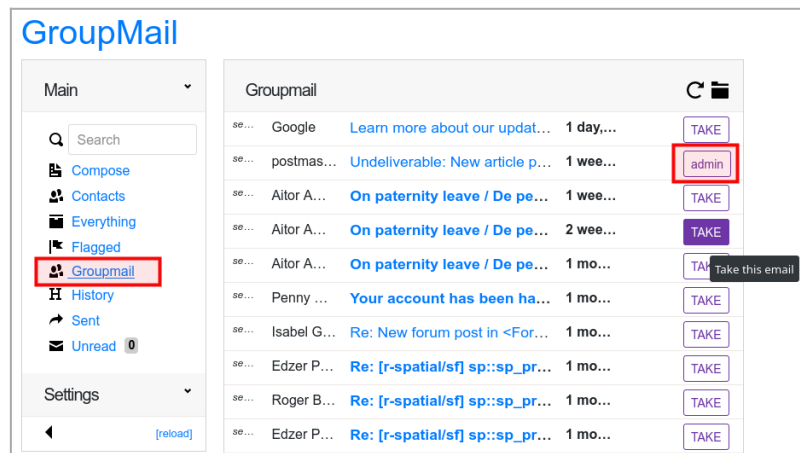 GroupMail
Main
Search
Compose
Contacts
Everything
Flagged
Groupmail
History
Sent
Unread 0
Settings
[reload]
Groupmail
se... Google Learn more about our updat... 1 day,... TAKE
se... postmas... Undeliverable: New article p... 1 wee... admin
se... Aitor A... On paternity leave / De pe... 1 wee... TAKE
se... Aitor A... On paternity leave / De pe... 2 wee... TAKE
se... Aitor A... On paternity leave / De pe... 1 mo... TA
Take this email
se... Penny ... Your account has been ha... 1 mo... TAKE
se... Isabel G... Re: New forum post in <For... 1 mo... TAKE
se... Edzer P... Re: [r-spatial/sf] sp::sp_pr... 1 mo... TAKE
se... Roger B... Re: [r-spatial/sf] sp::sp_pr... 1 mo... TAKE
se... Edzer P... Re: [r-spatial/sf] sp::sp_pr... 1 mo... TAKE